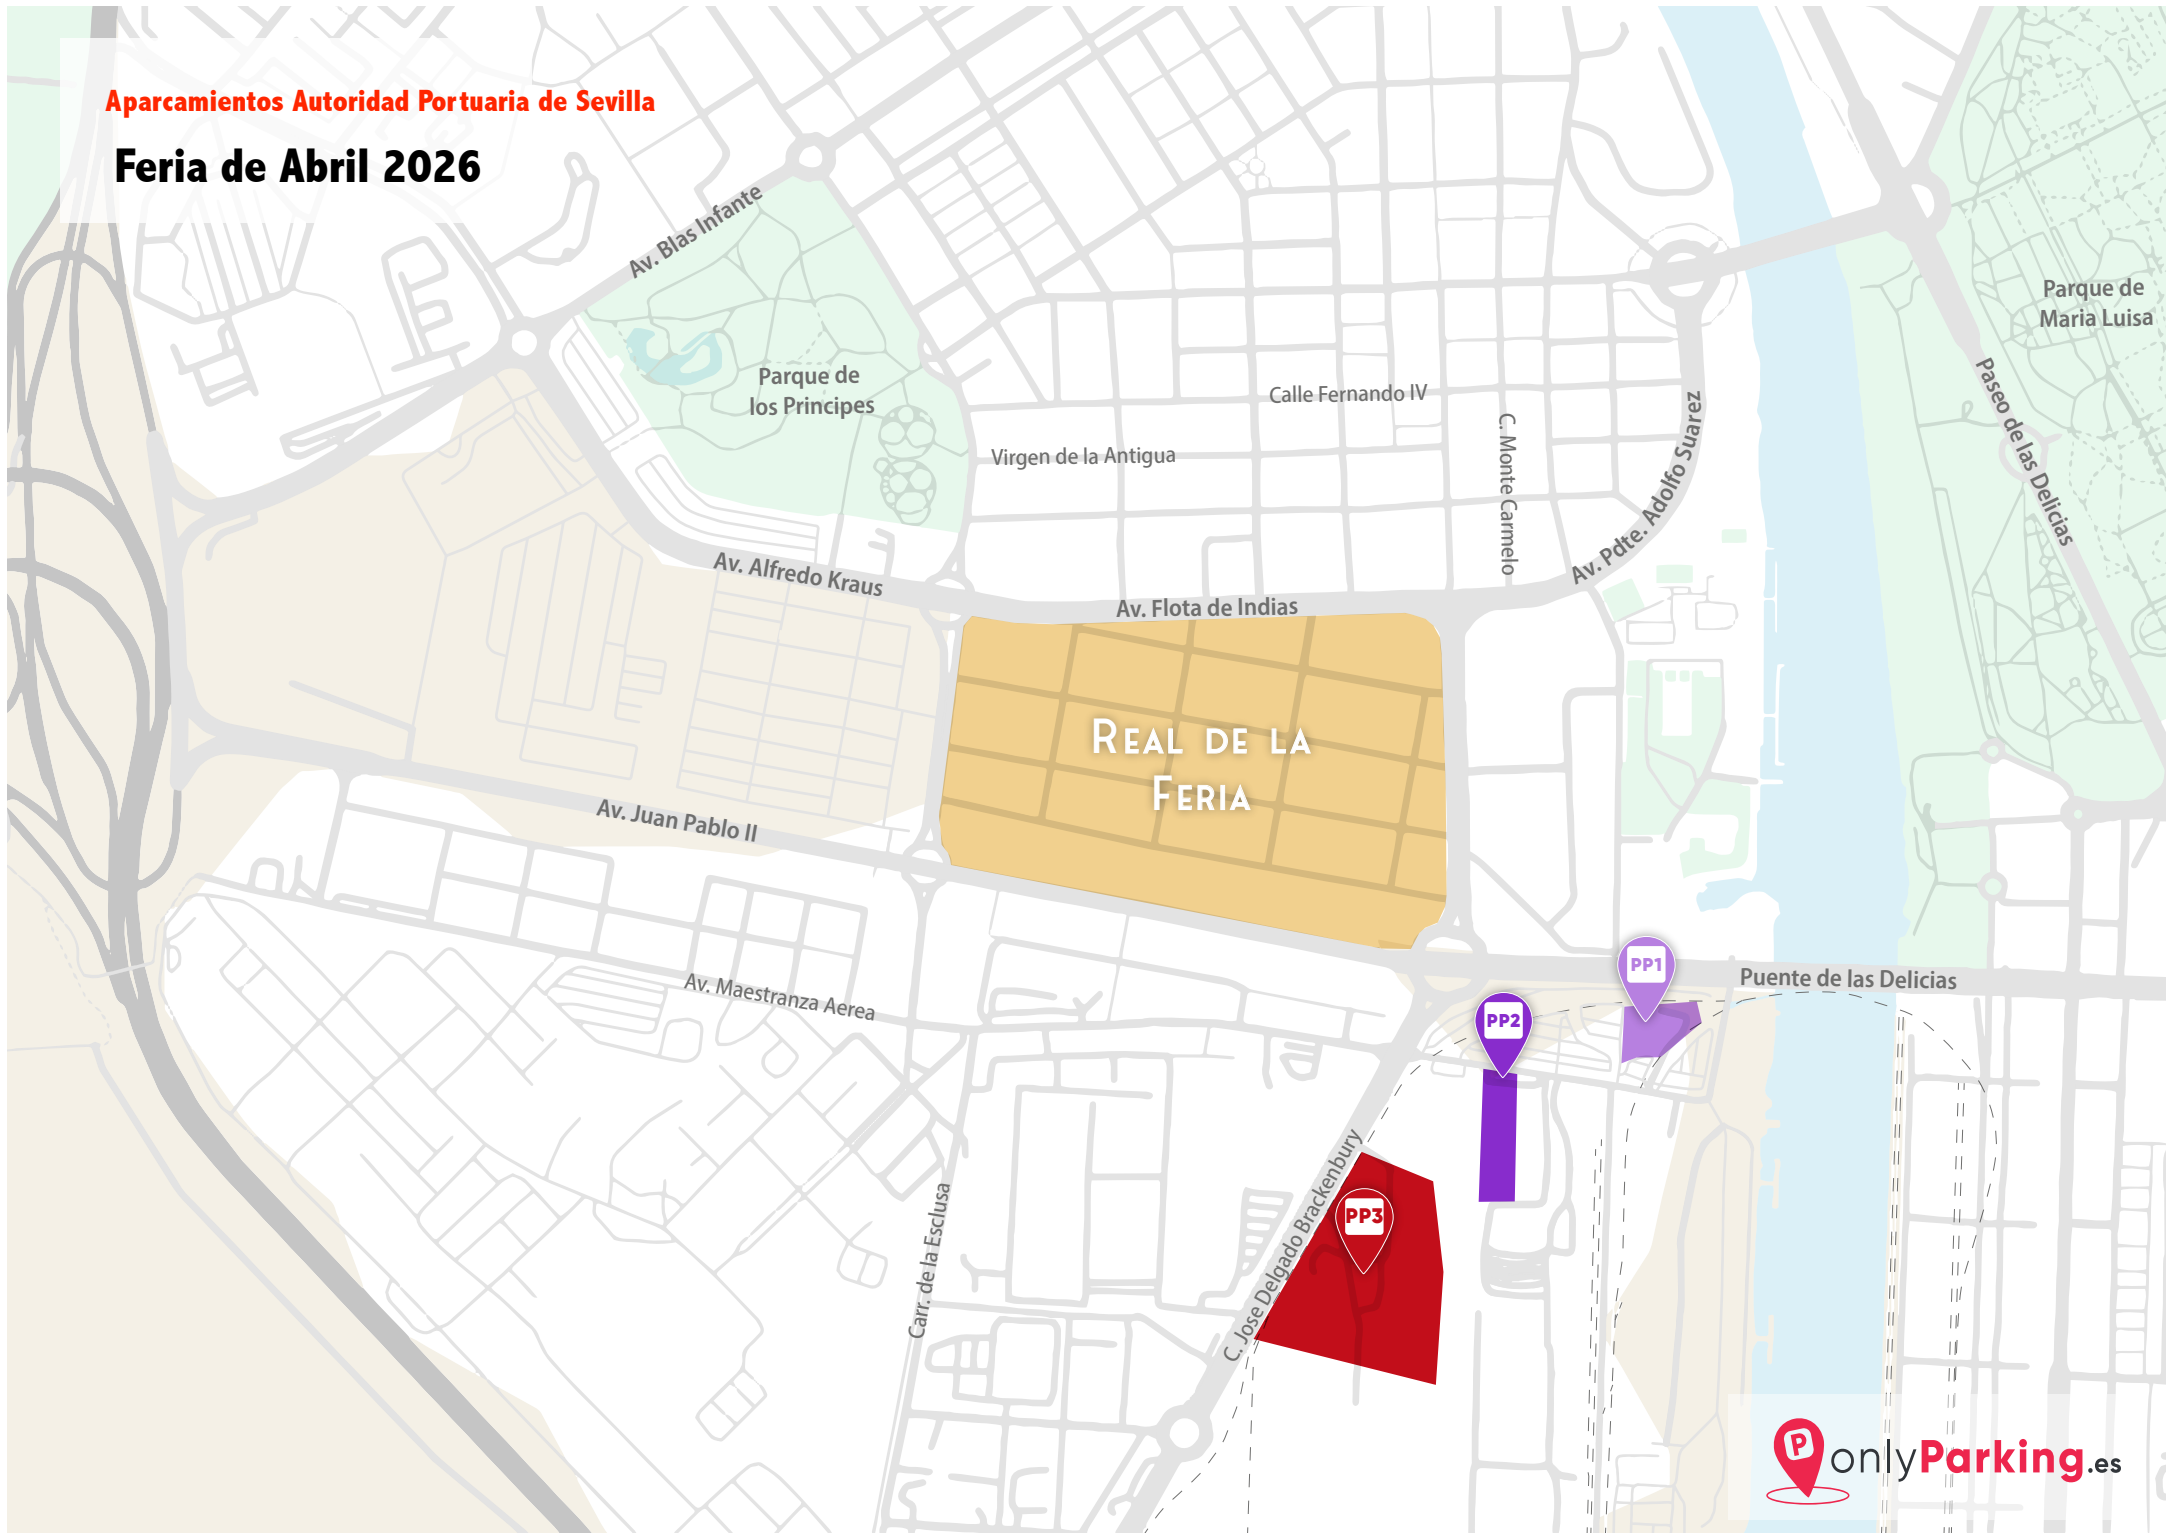 Aparcamientos Autoridad Portuaria de Sevilla
Feria de Abril 2026
Av. Blas Infante
Parque de
Maria Luisa
Parque de
los Principes
Calle Fernando IV
Paseo de las Delicias
C. Monte Carmelo
Av. Pdte. Adolfo Suarez
Virgen de la Antigua
Av. Alfredo Kraus
Av. Flota de Indias
REAL DE LA
FERIA
Av. Juan Pablo II
PP1
Puente de las Delicias
Av. Maestranza Aerea
PP2
C. Jose Delgado Brackenbury
PP3
Carr. de la Esclusa
P
onlyParking.es